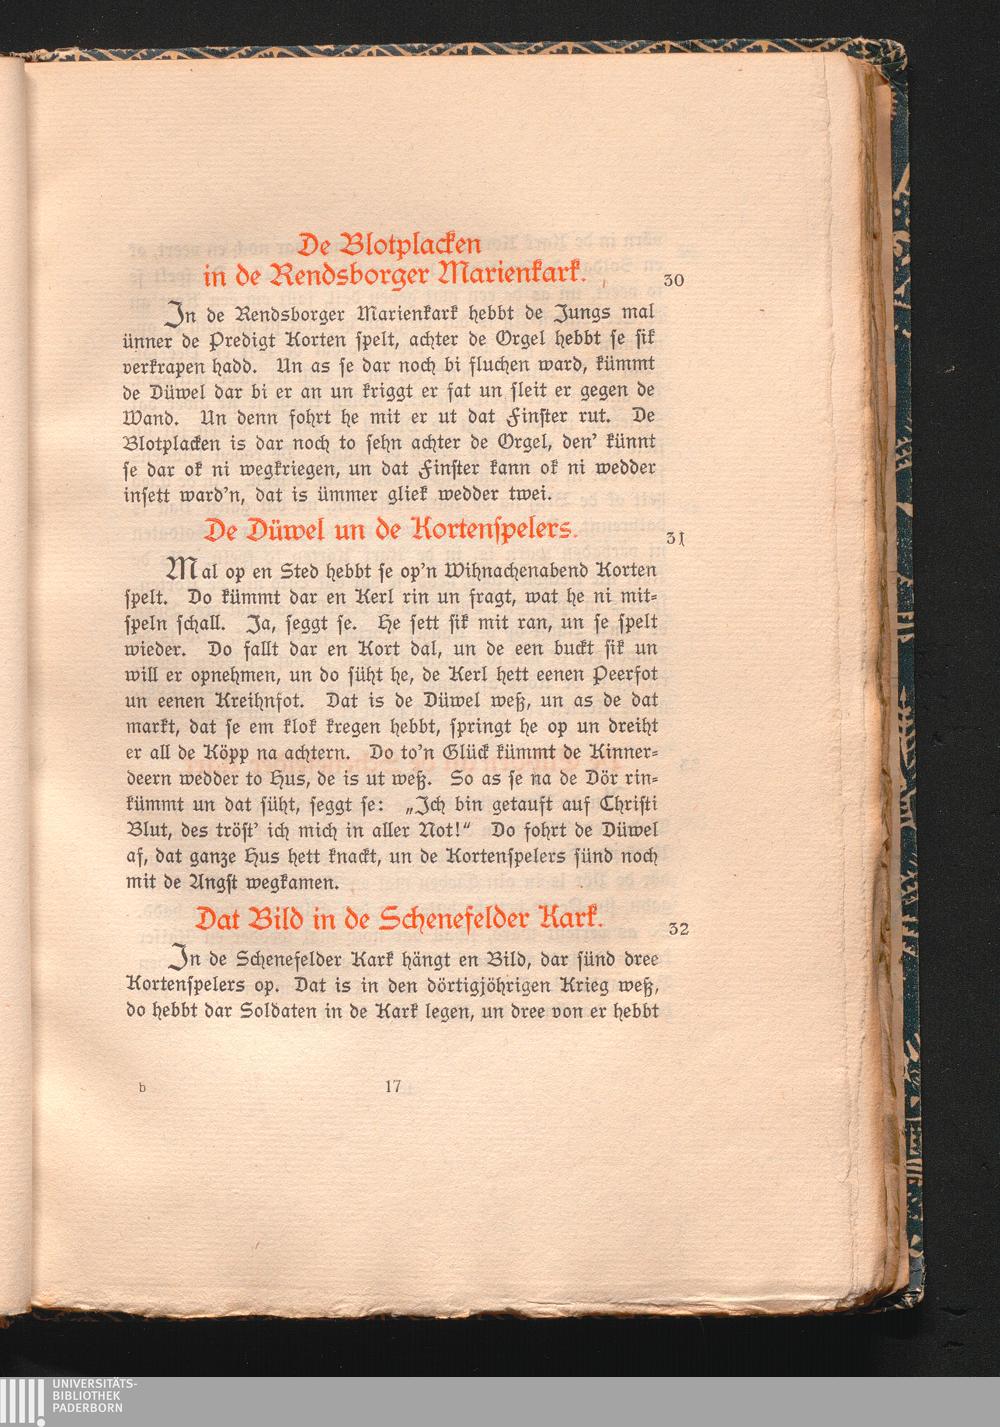 De Blotplacken
in de Rendsborger Marienkark.
30
In de Rendsborger Marienkark hebbt de Jungs mal
ünner de Predigt Korten spelt, achter de Orgel hebbt se sik
verkrapen hadd. Un as se dar noch bi fluchen ward, kümmt
de Düwel dar bi er an un kriggt er fat un sleit er gegen de
Wand. Un denn fohrt he mit er ut dat Finster rut. De
Blotplacken is dar noch to sehn achter de Orgel, den' künnt
se dar ok ni wegkriegen, un dat Finster kann ok ni wedder
insett ward'n, dat is ümmer gliek wedder twei.
De Düwel un de Kortenspelers.
31
Mal op en Sted hebbt se op'n Wihnachenabend Korten
spelt. Do kümmt dar en Kerl rin un fragt, wat he ni mit-
speln schall. Ja, seggt se. He sett sik mit ran, un se spelt
wieder. Do fallt dar en Kort dal, un de een buckt sik un
will er opnehmen, un do süht he, de Kerl hett eenen Peerfot
un eenen Kreihnfot. Dat is de Düwel weß, un as de dat
markt, dat se em klok kregen hebbt, springt he op un dreiht
er all de Köpp na achtern. Do to'n Glück kümmt de Kinner-
deern wedder to Hus, de is ut weß. So as se na de Dör rin-
kümmt un dat süht, seggt se: „Ich bin getauft auf Christi
Blut, des tröst' ich mich in aller Not!“ Do fohrt de Düwel
af, dat ganze Hus hett knackt, un de Kortenspelers sünd noch
mit de Angst wegkamen.
Dat Bild in de Schenefelder Kark.
32
In de Schenefelder Kark hängt en Bild, dar sünd dree
Kortenspelers op. Dat is in den dörtigjöhrigen Krieg weß,
do hebbt dar Soldaten in de Kark legen, un dree von er hebbt
b
17
UNIVERSITÄTS-
BIBLIOTHEK
PADERBORN